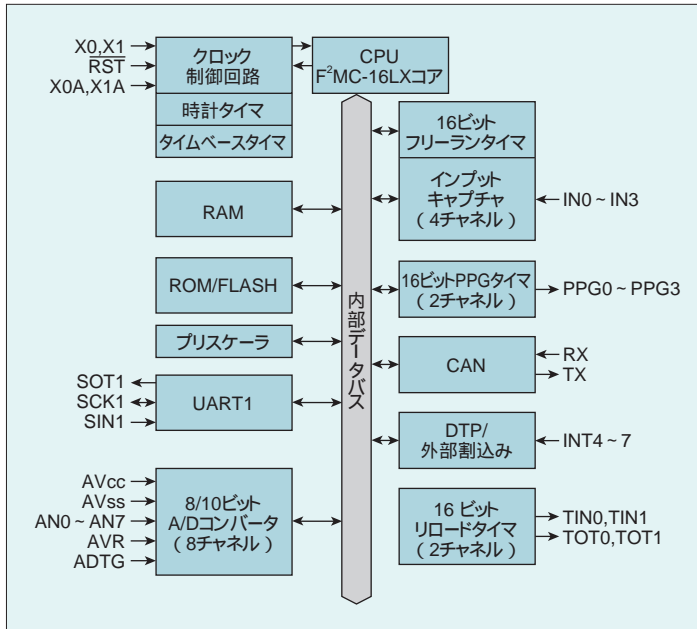 X0,X1
RST
X0A,X1A
クロック
制御回路
時計タイマ
タイムベースタイマ
CPU
F²MC-16LXコア
RAM
ROM/FLASH
プリスケーラ
SOT1
SCK1
SIN1
UART1
AVcc
AVss
AN0~AN7
AVR
ADTG
8/10ビット
A/Dコンバータ
(8チャネル)
内部データバス
16ビット
フリーランタイマ
インプット
キャプチャ
(4チャネル)
IN0~IN3
16ビットPPGタイマ
(2チャネル)
PPG0~PPG3
CAN
RX
TX
DTP/
外部割込み
INT4~7
16 ビット
リロードタイマ
(2チャネル)
TIN0,TIN1
TOT0,TOT1